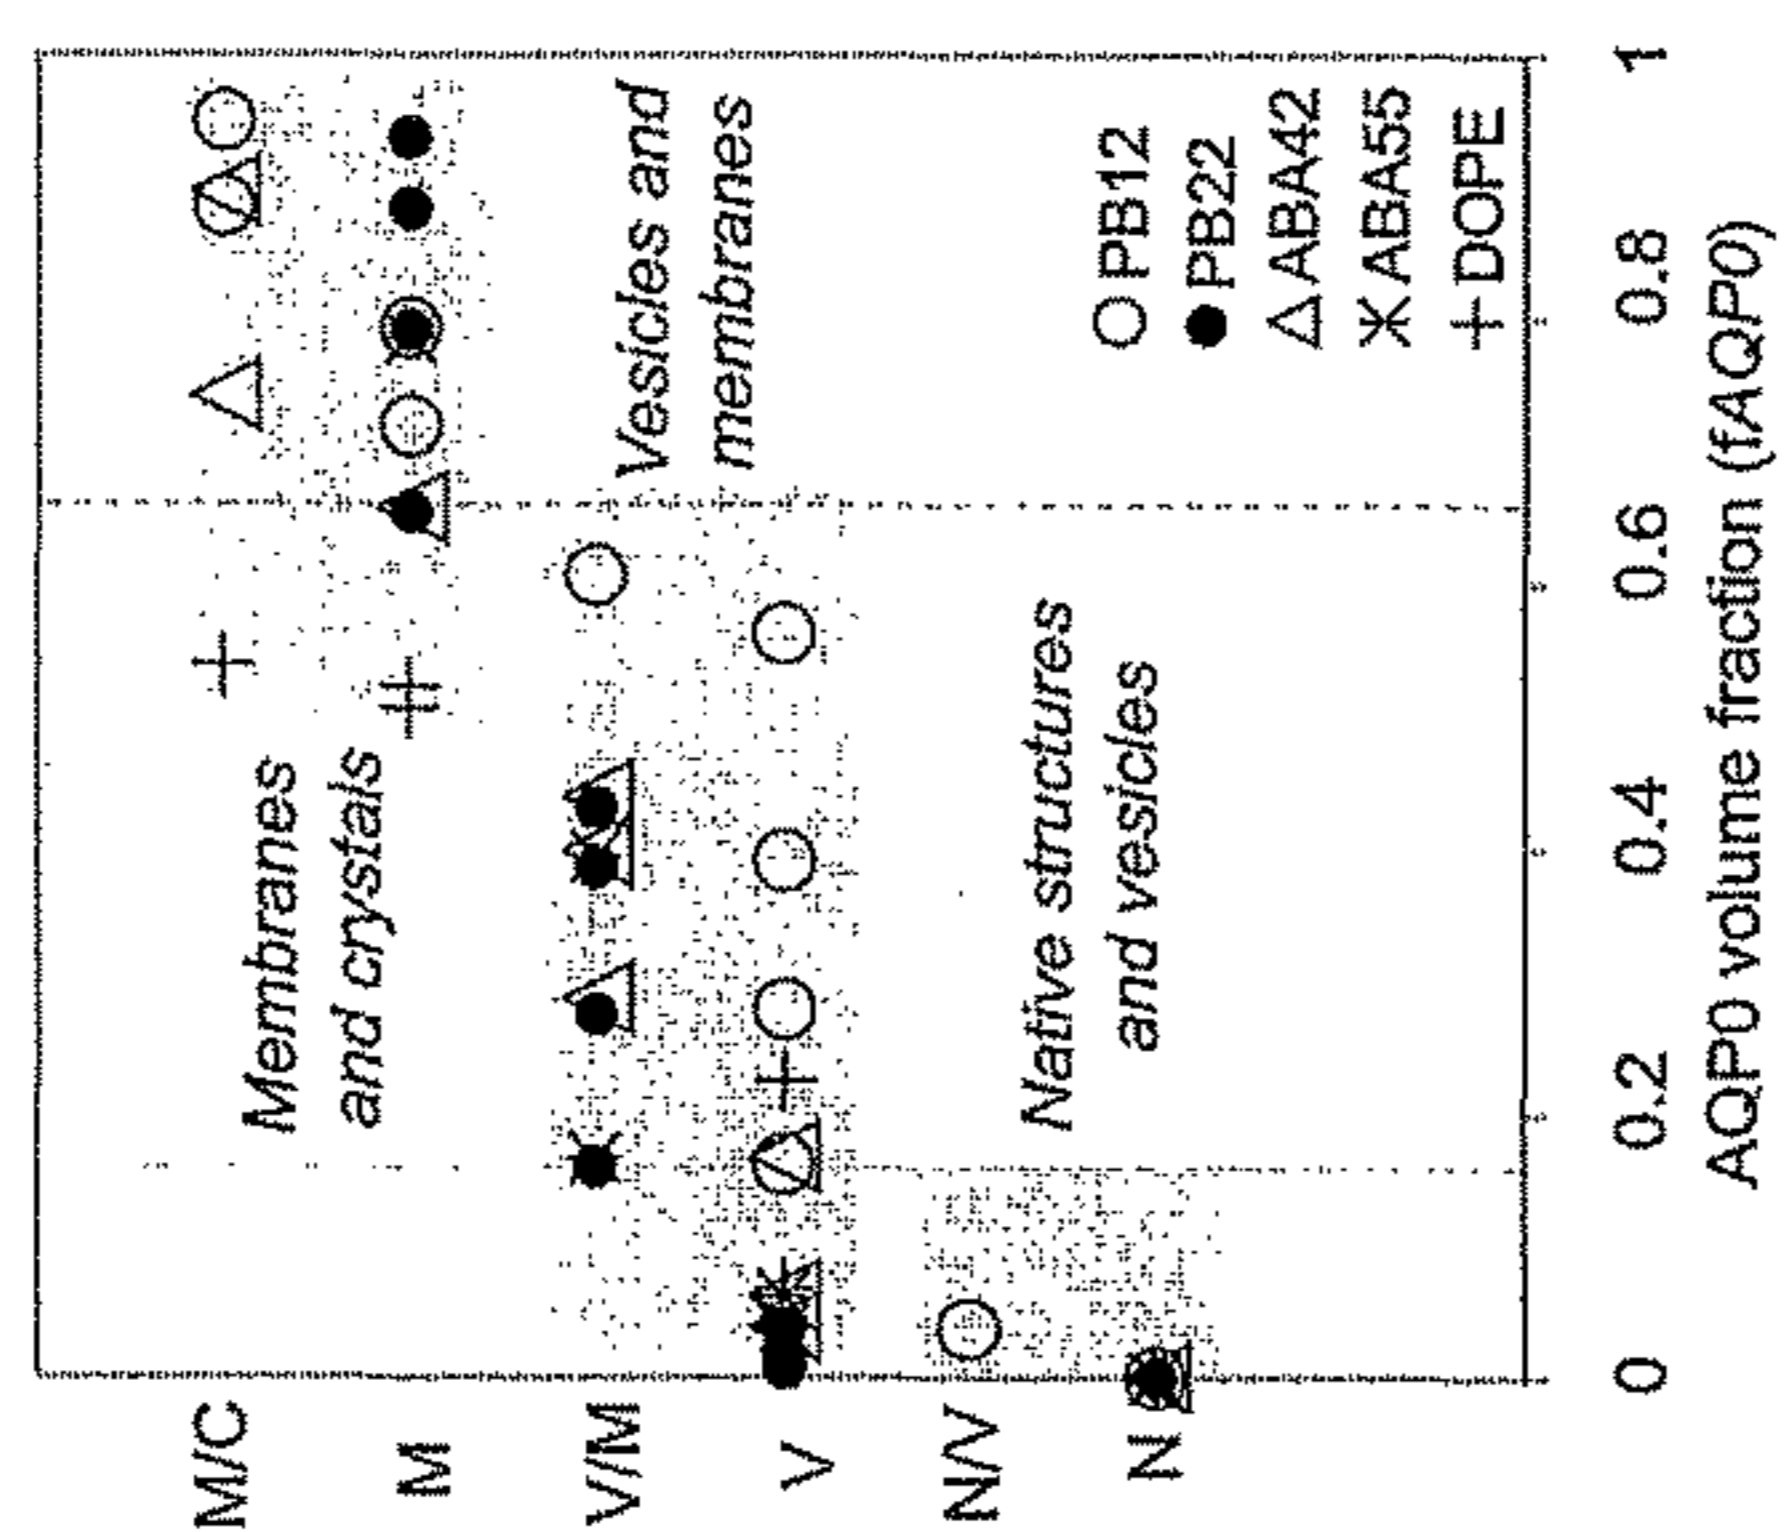 M/C
M
V/M
V
N/V
N
Membranes
and crystals
Vesicles and
membranes
Native structures
and vesicles
PB12
PB22
ABA42
ABA55
DOPE
0
0.2
0.4
0.6
0.8
1
AQP0 volume fraction (fAQP0)